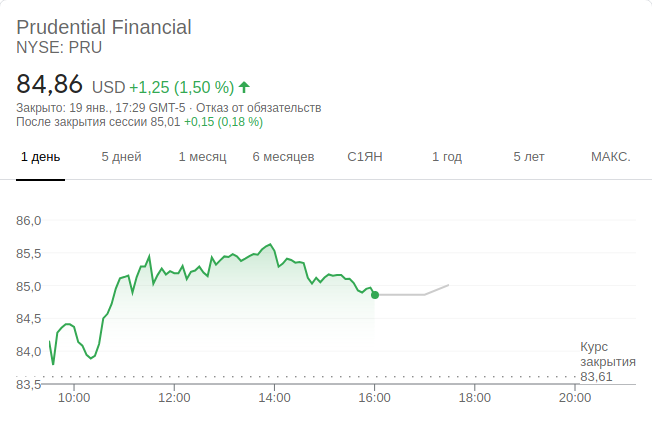 Prudential Financial
NYSE: PRU
84,86 USD +1,25 (1,50 %)
Закрыто: 19 янв., 17:29 GMT-5 · Отказ от обязательств
После закрытия сессии 85,01 +0,15 (0,18 %)
1 день 5 дней 1 месяц 6 месяцев С1ЯН 1 год 5 лет МАКС.
86,0
85,5
85,0
84,5
84,0
83,5
Курс
закрытия
83,61
10:00 12:00 14:00 16:00 18:00 20:00